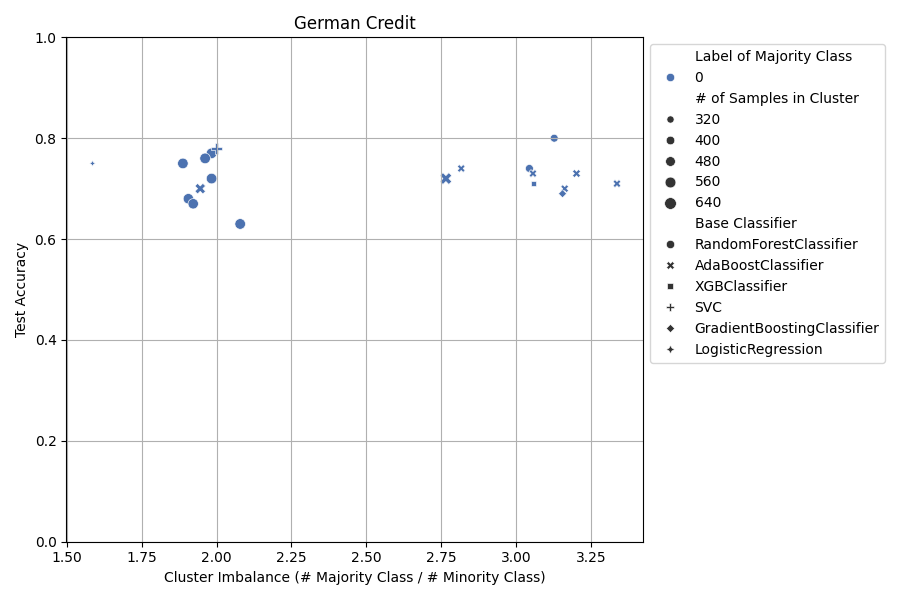 German Credit
1.0
0.8
0.6
0.4
0.2
0.0
Test Accuracy
1.50 1.75 2.00 2.25 2.50 2.75 3.00 3.25
Cluster Imbalance (# Majority Class / # Minority Class)
Label of Majority Class
0
# of Samples in Cluster
320
400
480
560
640
Base Classifier
RandomForestClassifier
AdaBoostClassifier
XGBClassifier
SVC
GradientBoostingClassifier
LogisticRegression